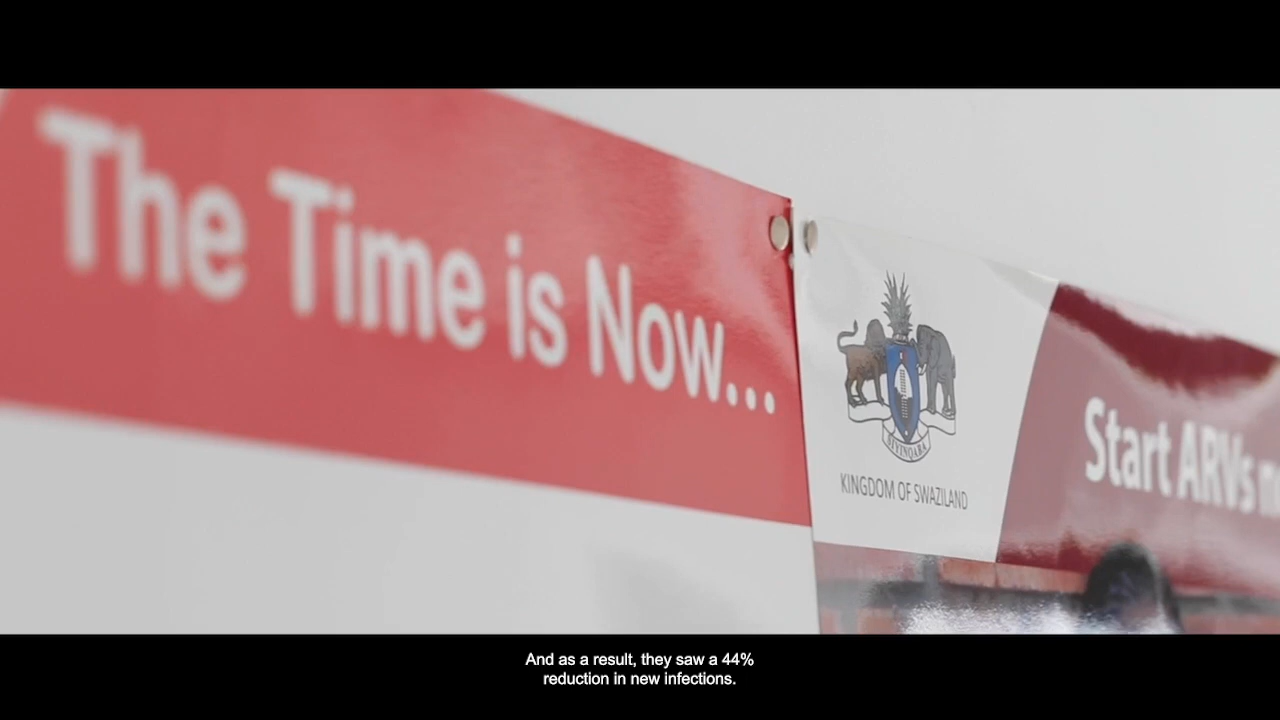 The Time is Now...
SIYINQABA
KINGDOM OF SWAZILAND
Start ARVs
And as a result, they saw a 44%
reduction in new infections.